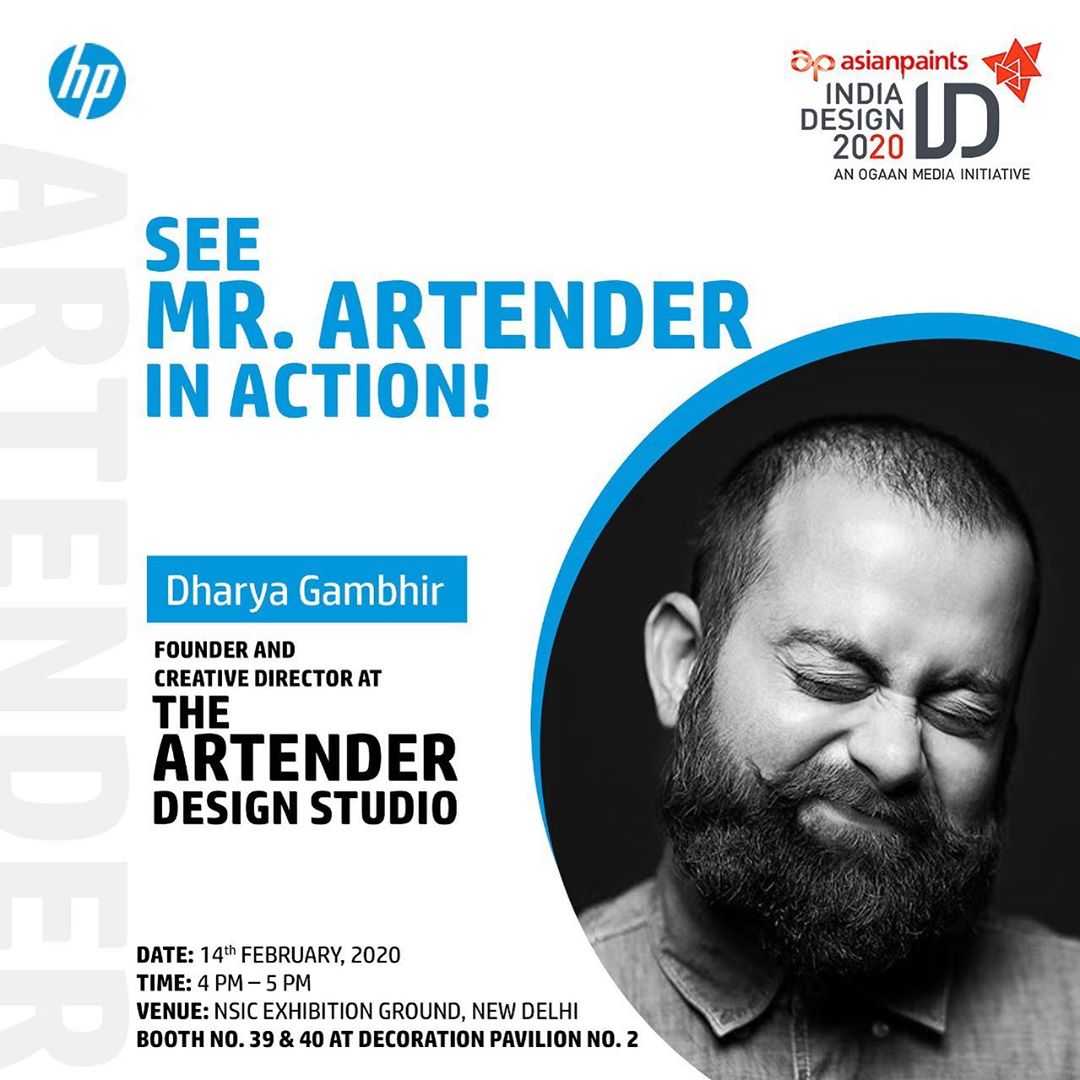 hp
ap asianpaints
INDIA
DESIGN
2020
ID
AN OGAAN MEDIA INITIATIVE
ARTENDER
SEE
MR. ARTENDER
IN ACTION!
Dharya Gambhir
FOUNDER AND
CREATIVE DIRECTOR AT
THE
ARTENDER
DESIGN STUDIO
DATE: 14th FEBRUARY, 2020
TIME: 4 PM – 5 PM
VENUE: NSIC EXHIBITION GROUND, NEW DELHI
BOOTH NO. 39 & 40 AT DECORATION PAVILION NO. 2